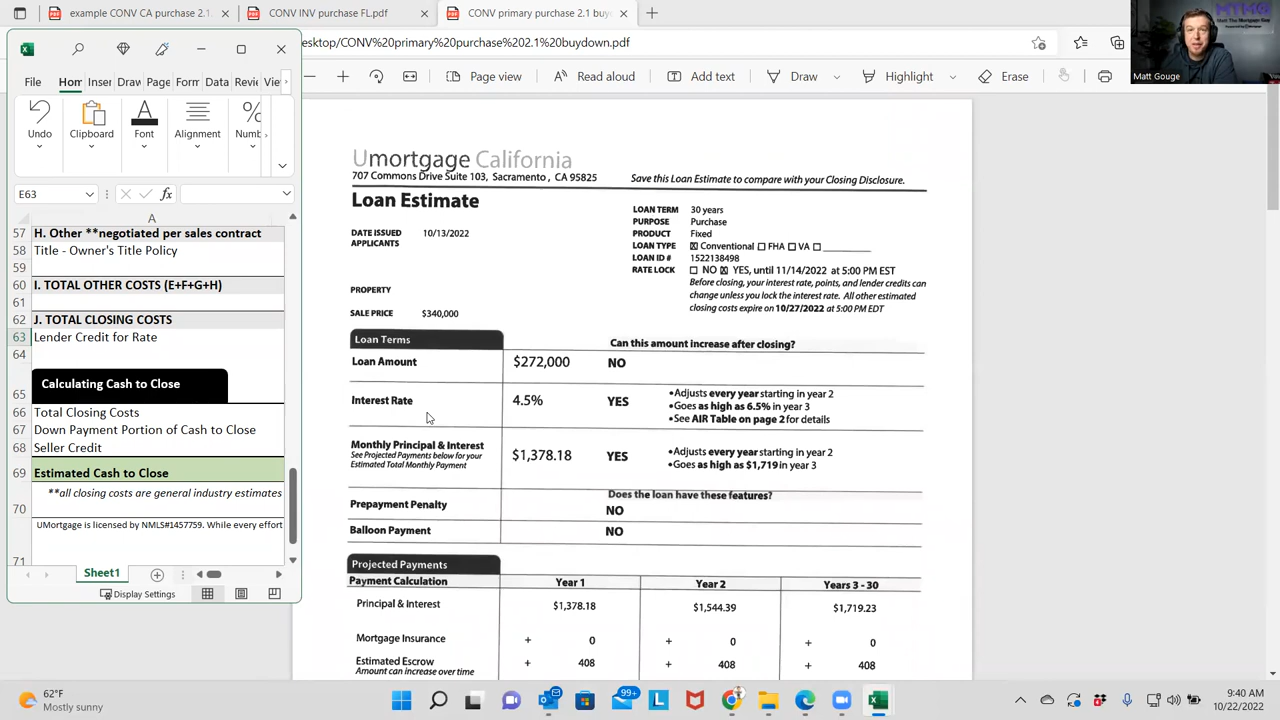 example CONV CA purchase 2.1.
CONV INV purchase FL.pdf
CONV primary purchase 2.1 buyd
esktop/CONV%20primary%20purchase%202.1%20buydown.pdf
Page view
Read aloud
Add text
Draw
Highlight
Erase
Matt Gouge
File
Hom
Inser
Draw
Page
Form
Data
Revi
Vie
Undo
Clipboard
Font
Alignment
Numb
E63
fx
A
57 H. Other **negotiated per sales contract
58 Title - Owner's Title Policy
59
60 I. TOTAL OTHER COSTS (E+F+G+H)
61
62 J. TOTAL CLOSING COSTS
63 Lender Credit for Rate
64
65 Calculating Cash to Close
66 Total Closing Costs
67 Down Payment Portion of Cash to Close
68 Seller Credit
69 Estimated Cash to Close
**all closing costs are general industry estimates
70
UMortgage is licensed by NMLS#1457759. While every effort
71
Sheet1
Display Settings
Umortgage California
707 Commons Drive Suite 103, Sacramento , CA 95825
Save this Loan Estimate to compare with your Closing Disclosure.
Loan Estimate
DATE ISSUED 10/13/2022
APPLICANTS
PROPERTY
SALE PRICE $340,000
LOAN TERM 30 years
PURPOSE Purchase
PRODUCT Fixed
LOAN TYPE ☒ Conventional ☐ FHA ☐ VA ☐ ________
LOAN ID # 1522138498
RATE LOCK ☐ NO ☒ YES, until 11/14/2022 at 5:00 PM EST
Before closing, your interest rate, points, and lender credits can
change unless you lock the interest rate. All other estimated
closing costs expire on 10/27/2022 at 5:00 PM EDT
Loan Terms Can this amount increase after closing?
Loan Amount $272,000 NO
Interest Rate 4.5% YES
•Adjusts every year starting in year 2
•Goes as high as 6.5% in year 3
•See AIR Table on page 2 for details
Monthly Principal & Interest $1,378.18 YES
See Projected Payments below for your
Estimated Total Monthly Payment
•Adjusts every year starting in year 2
•Goes as high as $1,719 in year 3
Does the loan have these features?
Prepayment Penalty NO
Balloon Payment NO
Projected Payments
Payment Calculation Year 1 Year 2 Years 3 - 30
Principal & Interest $1,378.18 $1,544.39 $1,719.23
Mortgage Insurance + 0 + 0 + 0
Estimated Escrow + 408 + 408 + 408
Amount can increase over time
62°F
Mostly sunny
99+
9:40 AM
10/22/2022